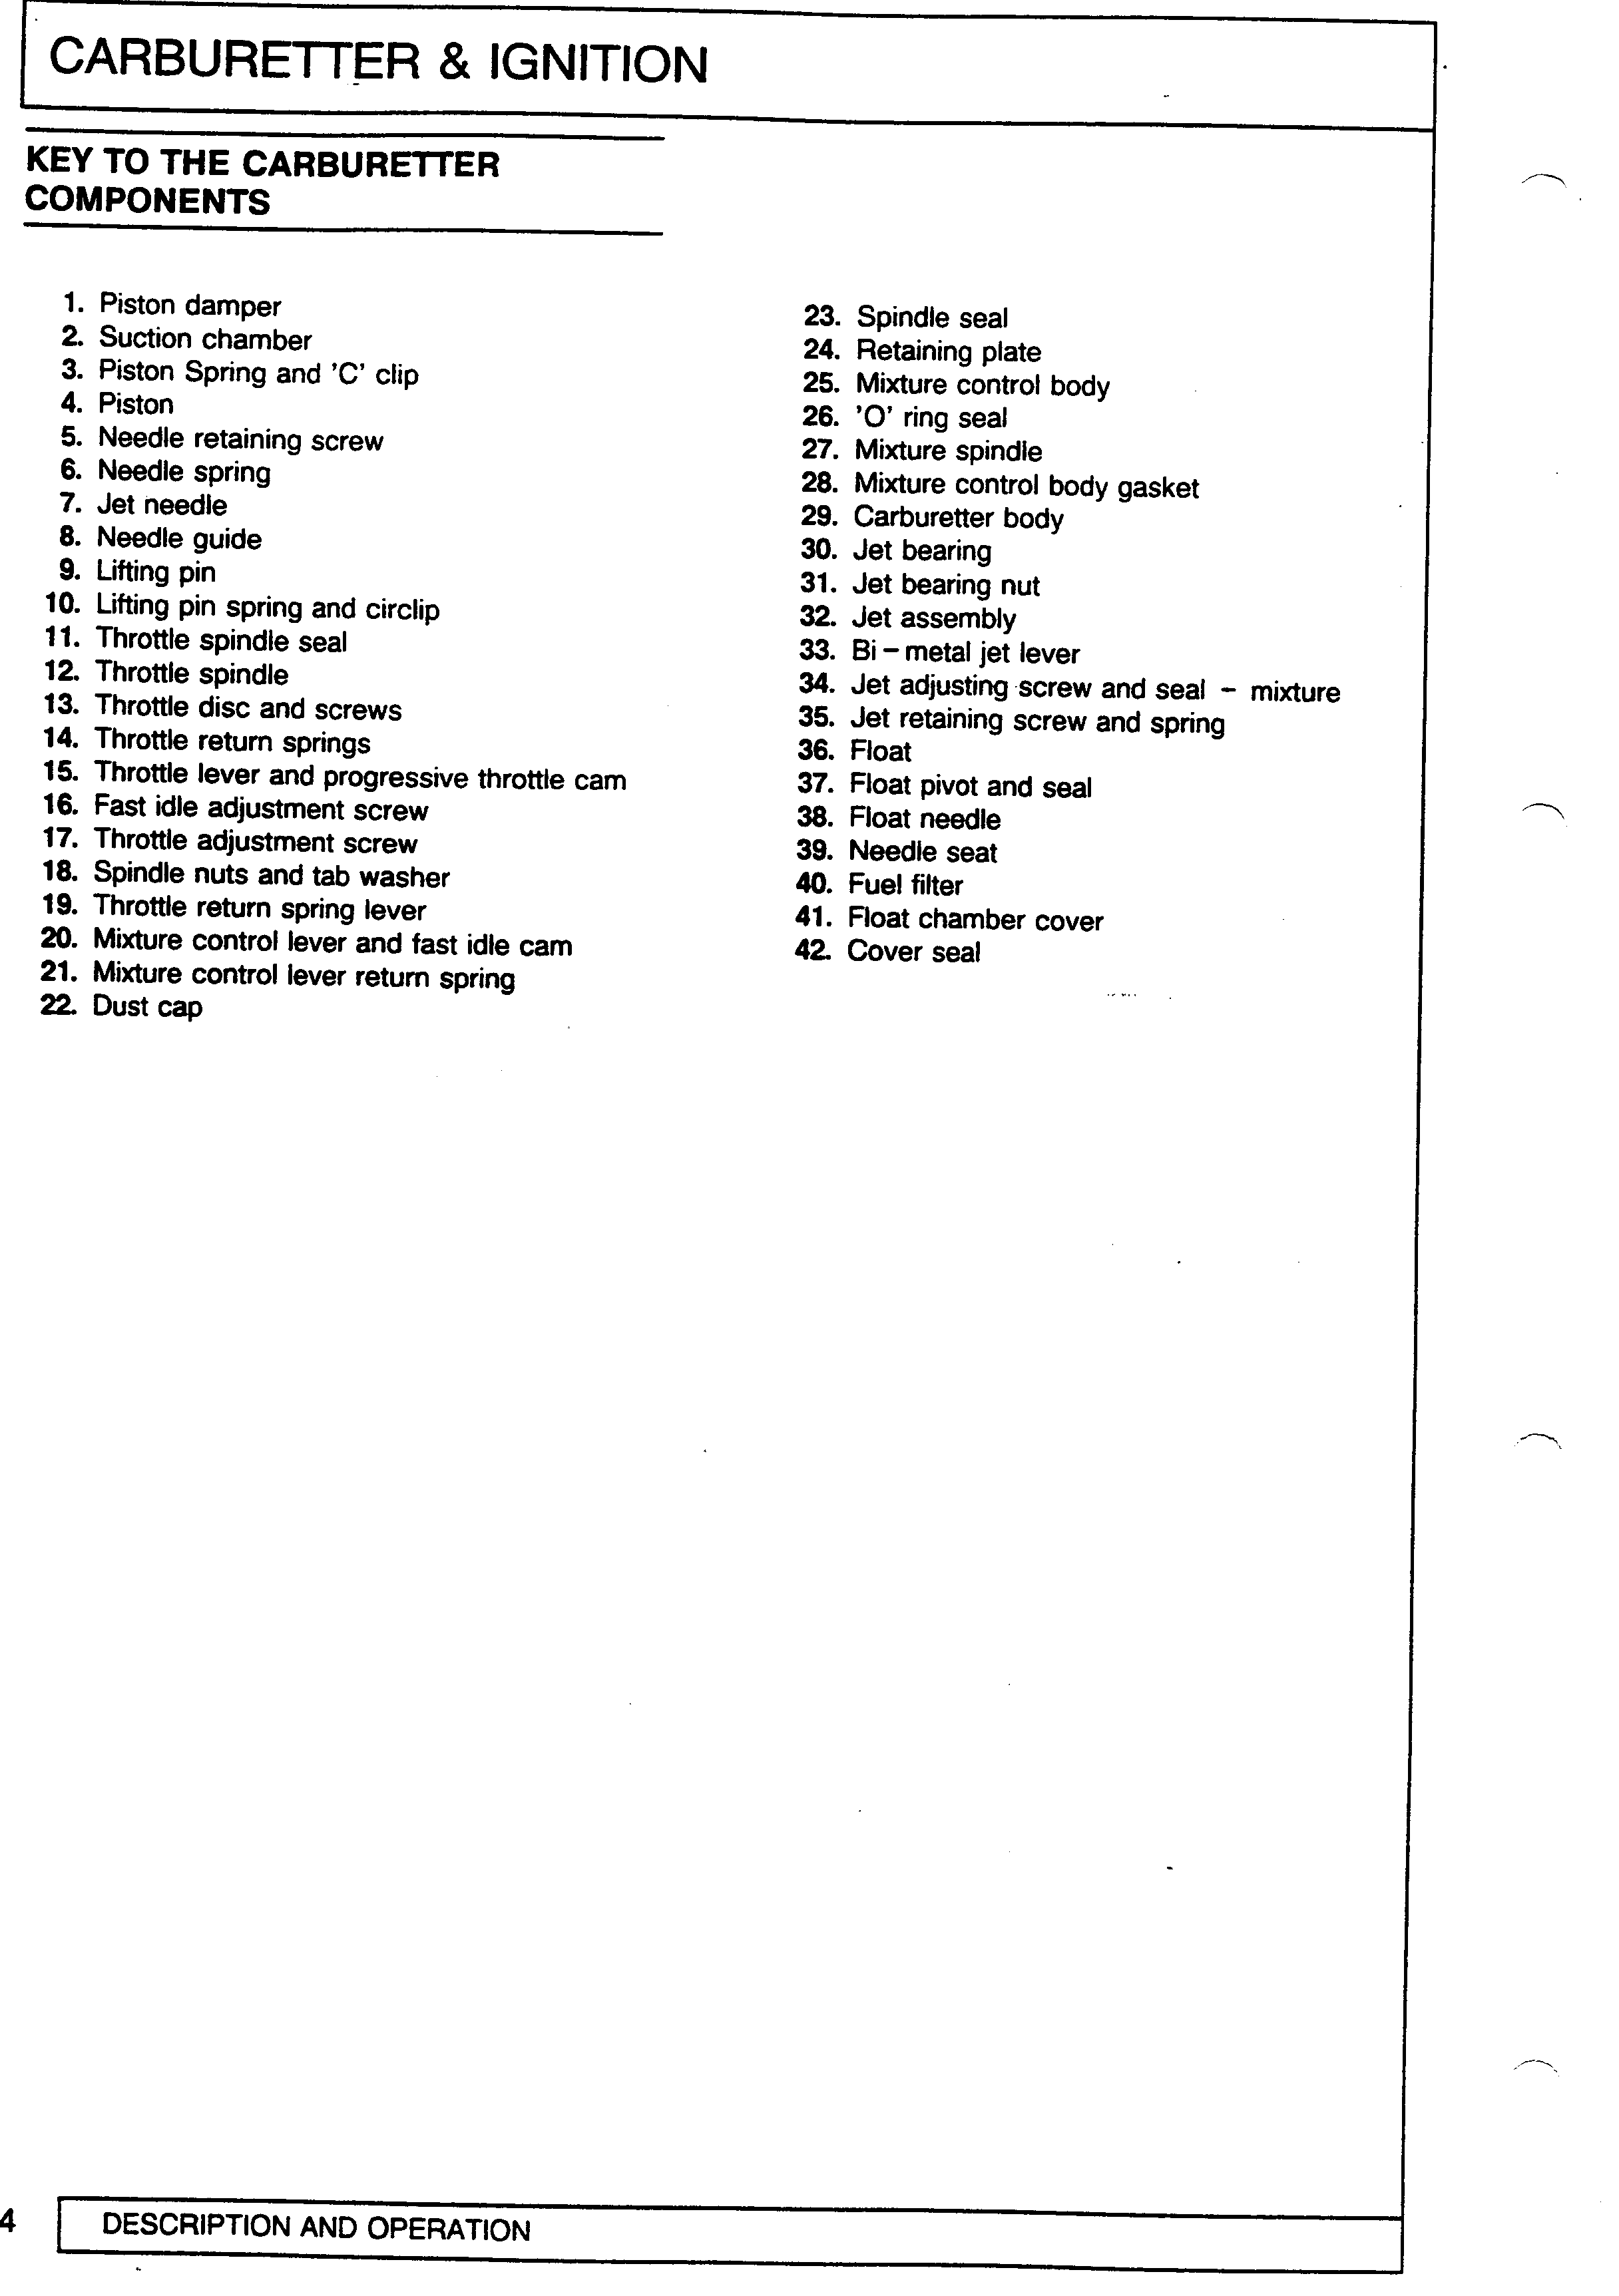 CARBURETTER & IGNITION
KEY TO THE CARBURETTER
COMPONENTS
1. Piston damper
2. Suction chamber
3. Piston Spring and 'C' clip
4. Piston
5. Needle retaining screw
6. Needle spring
7. Jet needle
8. Needle guide
9. Lifting pin
10. Lifting pin spring and circlip
11. Throttle spindle seal
12. Throttle spindle
13. Throttle disc and screws
14. Throttle return springs
15. Throttle lever and progressive throttle cam
16. Fast idle adjustment screw
17. Throttle adjustment screw
18. Spindle nuts and tab washer
19. Throttle return spring lever
20. Mixture control lever and fast idle cam
21. Mixture control lever return spring
22. Dust cap
23. Spindle seal
24. Retaining plate
25. Mixture control body
26. 'O' ring seal
27. Mixture spindle
28. Mixture control body gasket
29. Carburetter body
30. Jet bearing
31. Jet bearing nut
32. Jet assembly
33. Bi – metal jet lever
34. Jet adjusting screw and seal – mixture
35. Jet retaining screw and spring
36. Float
37. Float pivot and seal
38. Float needle
39. Needle seat
40. Fuel filter
41. Float chamber cover
42. Cover seal
4
DESCRIPTION AND OPERATION